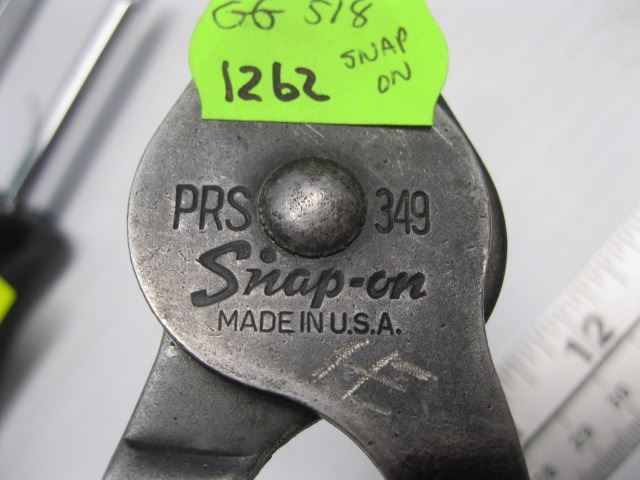 GG 518
1262 SNAP ON
PRS 349
Snap-on
MADE IN U.S.A.
12